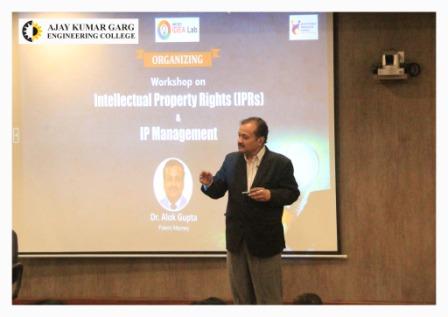 AJAY KUMAR GARG
ENGINEERING COLLEGE
IDEA Lab
ORGANIZING
Workshop on
Intellectual Property Rights (IPRs)
&
IP Management
Dr. Alok Gupta
Patent Attorney